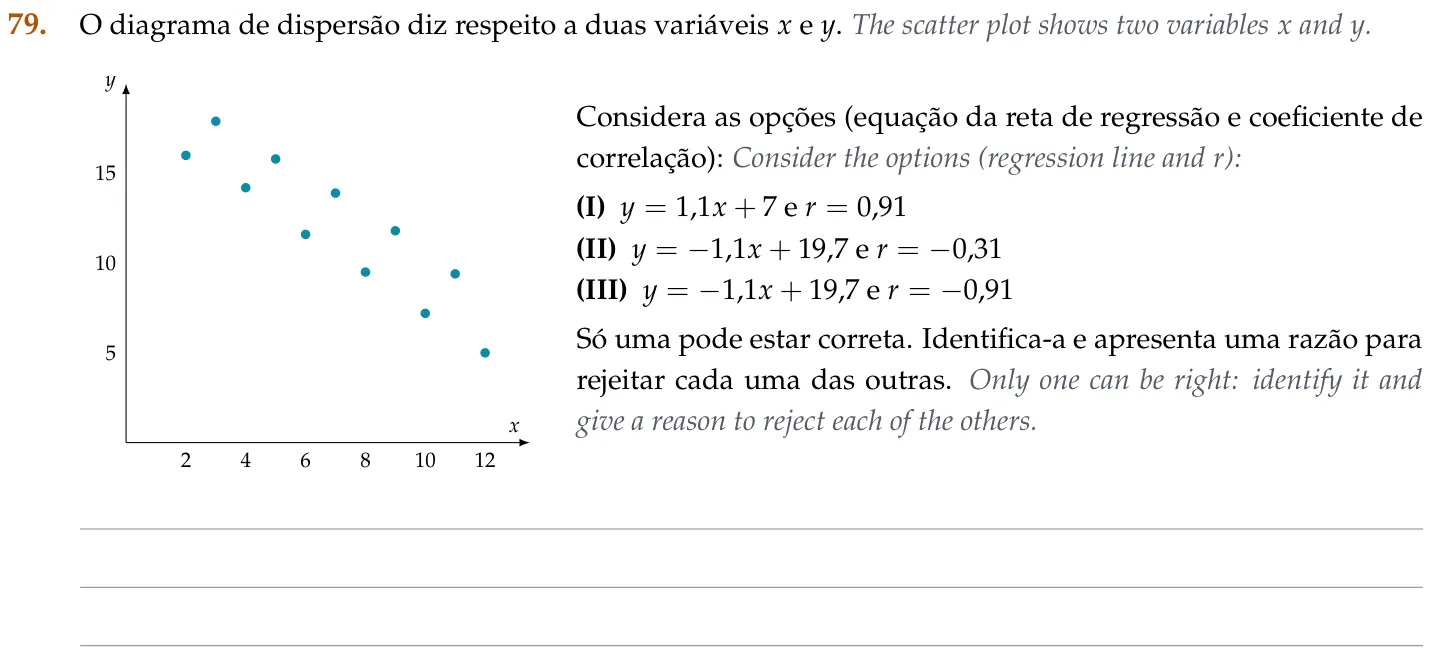 79. O diagrama de dispersão diz respeito a duas variáveis x e y. The scatter plot shows two variables x and y.
y
15
10
5
x
2 4 6 8 10 12
Considera as opções (equação da reta de regressão e coeficiente de
correlação): Consider the options (regression line and r):
(I) y = 1,1x + 7 e r = 0,91
(II) y = −1,1x + 19,7 e r = −0,31
(III) y = −1,1x + 19,7 e r = −0,91
Só uma pode estar correta. Identifica-a e apresenta uma razão para
rejeitar cada uma das outras. Only one can be right: identify it and
give a reason to reject each of the others.